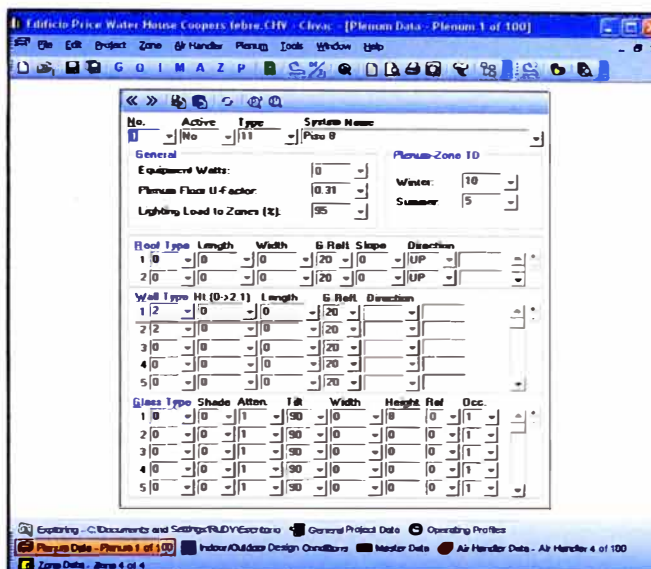 Edificio Price Water House Coopers febre.CHV - Chvac - [Plenum Data - Plenum 1 of 100]
File Edit Project Zone Air Handler Plenum Tools Window Help
G O I M A Z P
No. Active Type System Name
1 No 11 Piso 8
General
Plenum-Zone TD
Equipment Watts: 0
Winter: 10
Plenum Floor U-Factor: 0.31
Summer: 5
Lighting Load to Zones (%): 95
Roof Type Length Width G Refl. Slope Direction
1 0 0 0 20 0 UP
2 0 0 0 20 0 UP
Wall Type Ht.(0->2.1) Length G Refl. Direction
1 2 0 0 20
2 2 0 0 20
3 0 0 0 20
4 0 0 0 20
5 0 0 0 20
Glass Type Shade Atten. Tilt Width Height Ref Occ.
1 0 0 1 90 0 8 0 1
2 0 0 1 90 0 0 0 1
3 0 0 1 90 0 0 0 1
4 0 0 1 90 0 0 0 1
5 0 0 1 90 0 0 0 1
Exploring - C:\Documents and Settings\RUDY\Escritorio General Project Data Operating Profiles
Plenum Data - Plenum 1 of 100 Indoor/Outdoor Design Conditions Master Data Air Handler Data - Air Handler 4 of 100
Zone Data - Zone 4 of 4